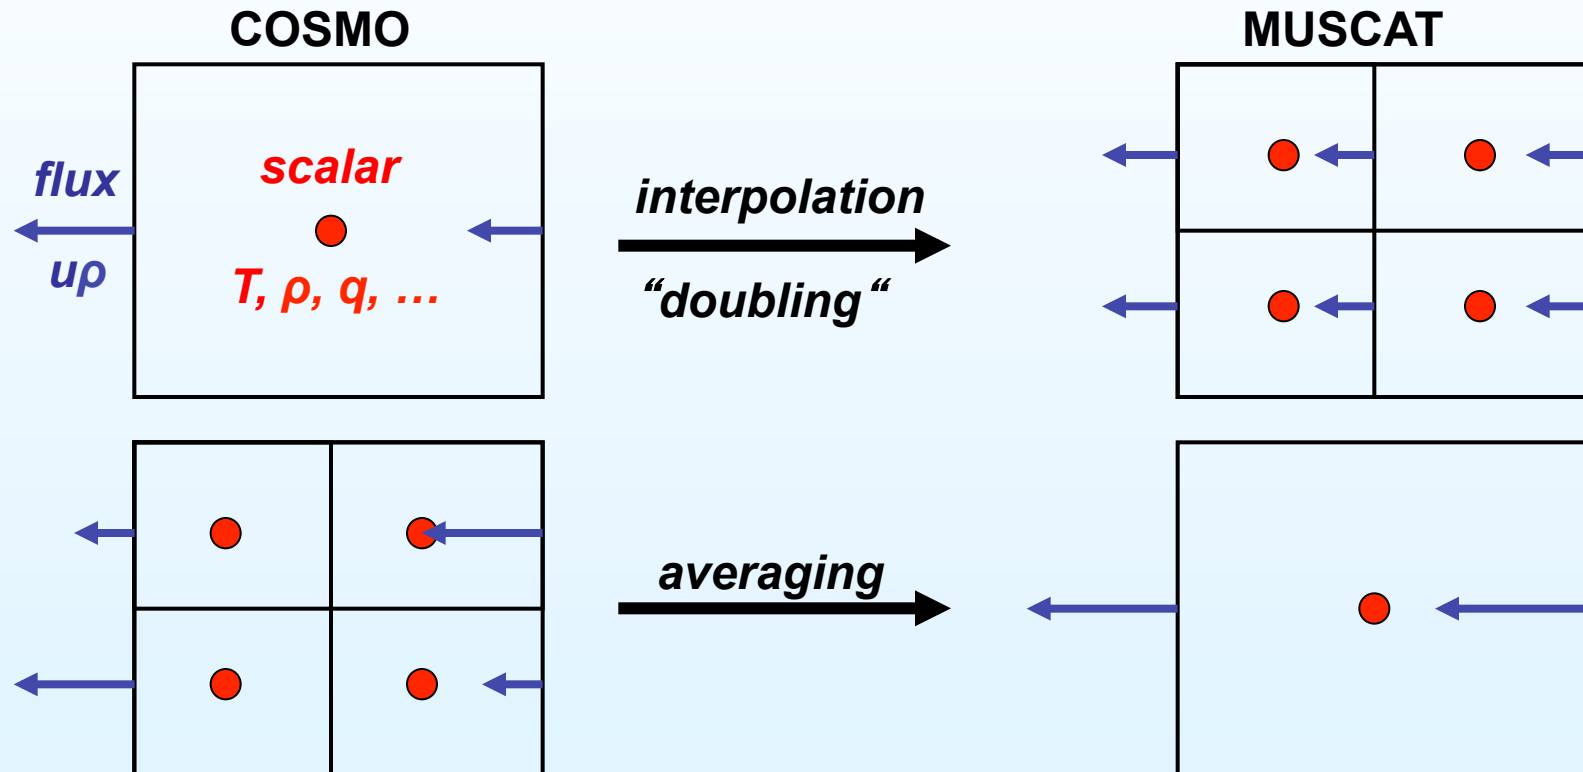 COSMO
MUSCAT
flux
uρ
scalar
T, ρ, q, …
interpolation
“doubling“
averaging